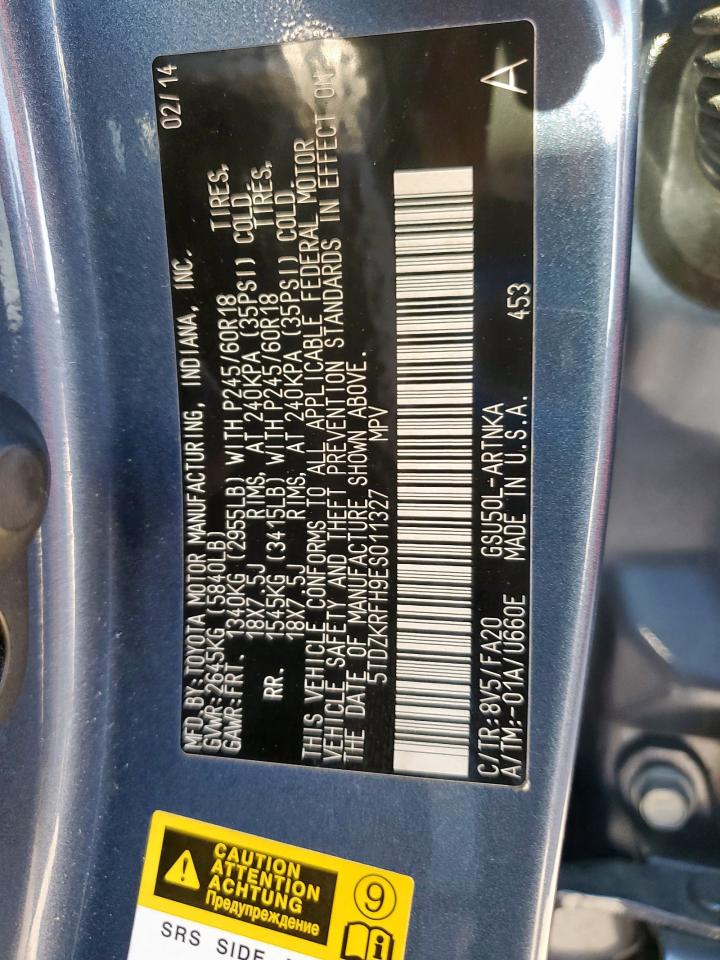 MFD.BY:TOYOTA MOTOR MANUFACTURING, INDIANA, INC. 02/14
GVWR:2645KG (5840LB)
GAWR:FRT. 1340KG (2955LB) WITH P245/60R18 TIRES,
18X7.5J RIMS, AT 240KPA (35PSI) COLD.
RR. 1545KG (3415LB) WITH P245/60R18 TIRES,
18X7.5J RIMS, AT 240KPA (35PSI) COLD.
THIS VEHICLE CONFORMS TO ALL APPLICABLE FEDERAL MOTOR
VEHICLE SAFETY AND THEFT PREVENTION STANDARDS IN EFFECT ON
THE DATE OF MANUFACTURE SHOWN ABOVE.
5TDZKRFH9ES011327 MPV
C/TR:8V5/FA20 GSU50L-ARTNKA 453
A/TM:-01A/U660E MADE IN U.S.A.
A
CAUTION
ATTENTION
ACHTUNG
Предупреждение
9
SRS SIDE